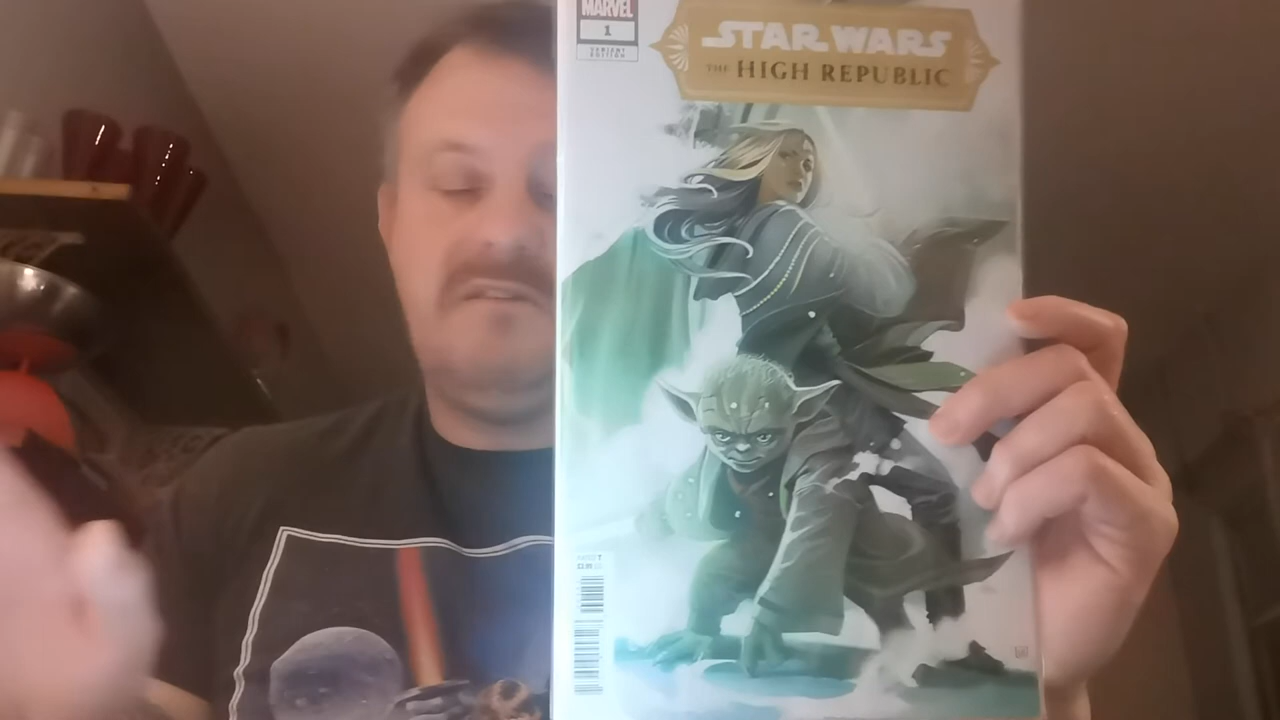 MARVEL
1
VARIANT
EDITION
STAR WARS
THE HIGH REPUBLIC